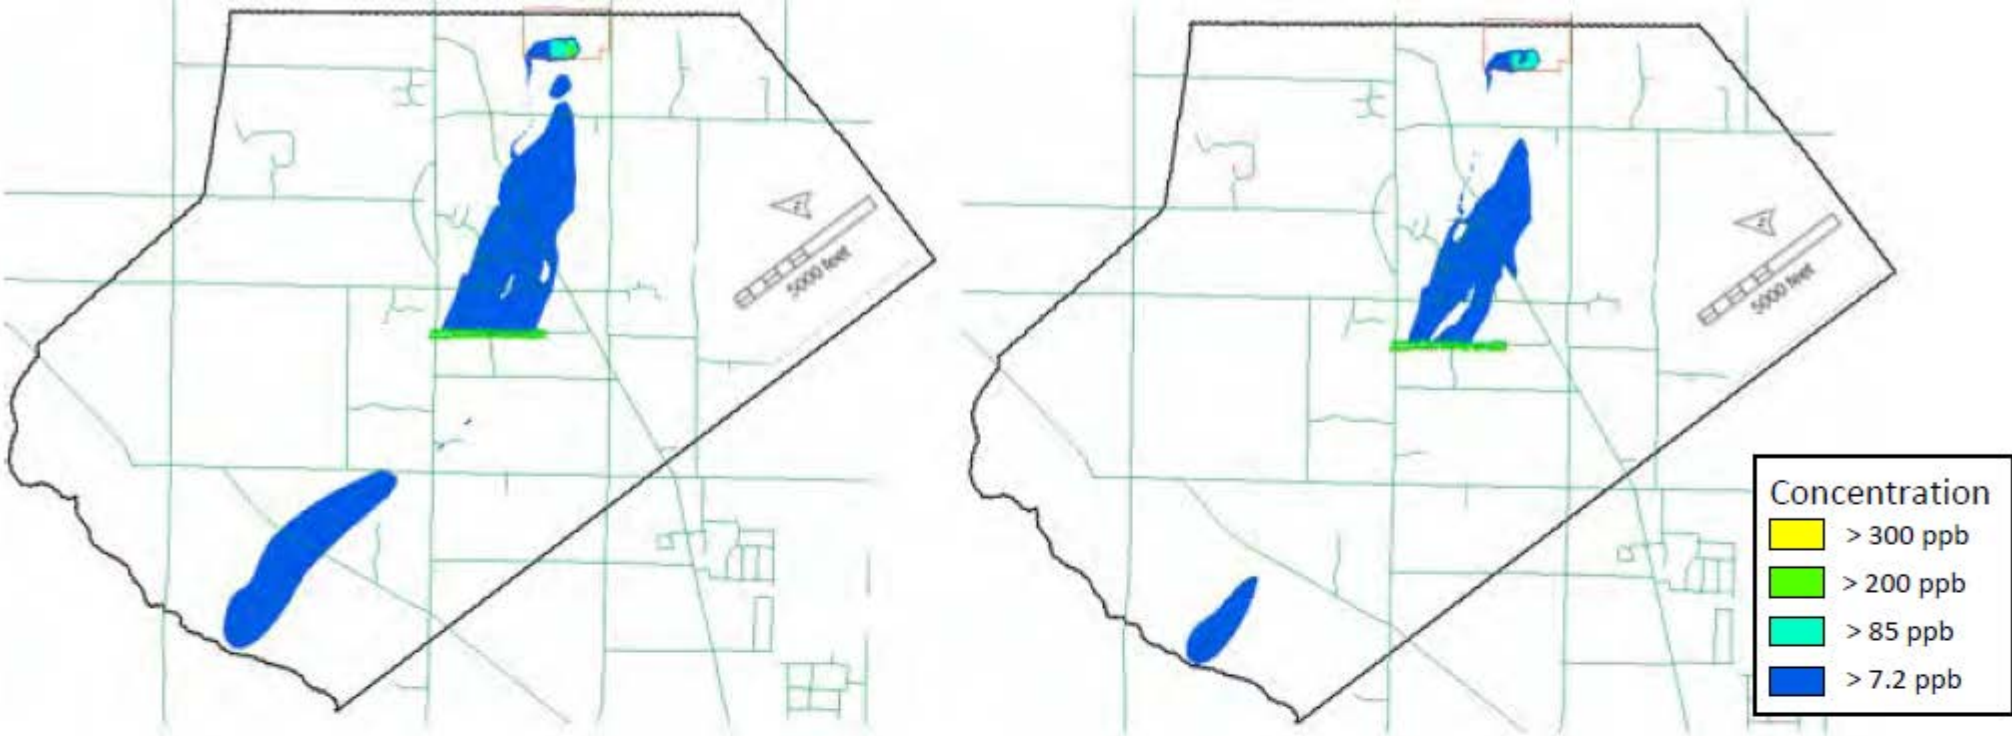 5000 feet
5000 feet
Concentration
> 300 ppb
> 200 ppb
> 85 ppb
> 7.2 ppb